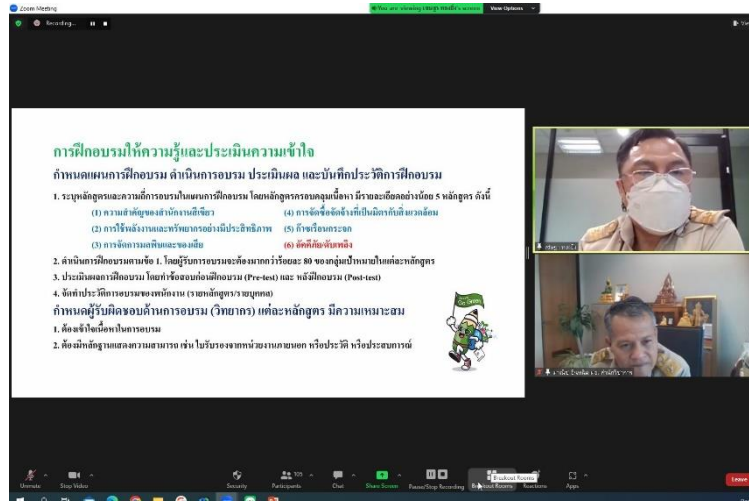 Zoom Meeting
You are viewing
screen
View Options
Recording...
View
การฝึกอบรมให้ความรู้และประเมินความเข้าใจ
กำหนดแผนการฝึกอบรม ดำเนินการอบรม ประเมินผล และบันทึกประวัติการฝึกอบรม
1. ระบุหลักสูตรและความถี่การอบรมในแผนการฝึกอบรม โดยหลักสูตรครอบคลุมเนื้อหา มีรายละเอียดอย่างน้อย 5 หลักสูตร ดังนี้
(1) ความสำคัญของสำนักงานสีเขียว
(4) การจัดซื้อจัดจ้างที่เป็นมิตรกับสิ่งแวดล้อม
(2) การใช้พลังงานและทรัพยากรอย่างมีประสิทธิภาพ
(5) ก๊าซเรือนกระจก
(3) การจัดการมลพิษและของเสีย
(6) อัคคีภัย/ดับเพลิง
2. ดำเนินการฝึกอบรมตามข้อ 1. โดยผู้รับการอบรมจะต้องมากกว่าร้อยละ 80 ของกลุ่มเป้าหมายในแต่ละหลักสูตร
3. ประเมินผลการฝึกอบรม โดยทำข้อสอบก่อนฝึกอบรม (Pre-test) และ หลังฝึกอบรม (Post-test)
4. จัดทำประวัติการอบรมของพนักงาน (รายหลักสูตร/รายบุคคล)
กำหนดผู้รับผิดชอบด้านการอบรม (วิทยากร) แต่ละหลักสูตร มีความเหมาะสม
1. ต้องเข้าใจเนื้อหาในการอบรม
2. ต้องมีหลักฐานแสดงความสามารถ เช่น ใบรับรองจากหน่วยงานภายนอก หรือประวัติ หรือประสบการณ์
Go Green
Unmute
Stop Video
Security
Participants
105
Chat
Share Screen
Pause/Stop Recording
Breakout Rooms
Breakout Rooms
Reactions
Apps
Leave